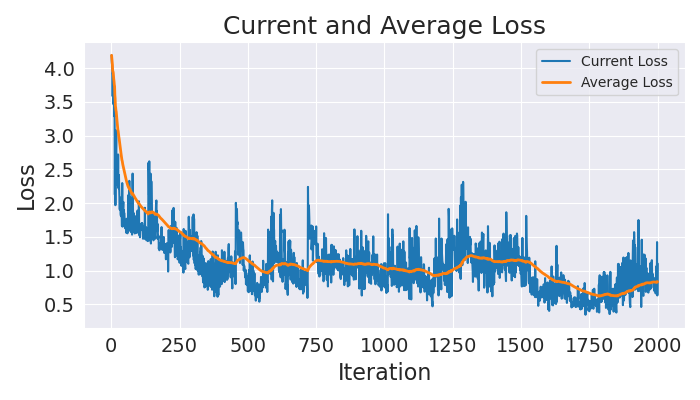 Current and Average Loss
Current Loss
Average Loss
Loss
4.0
3.5
3.0
2.5
2.0
1.5
1.0
0.5
0 250 500 750 1000 1250 1500 1750 2000
Iteration